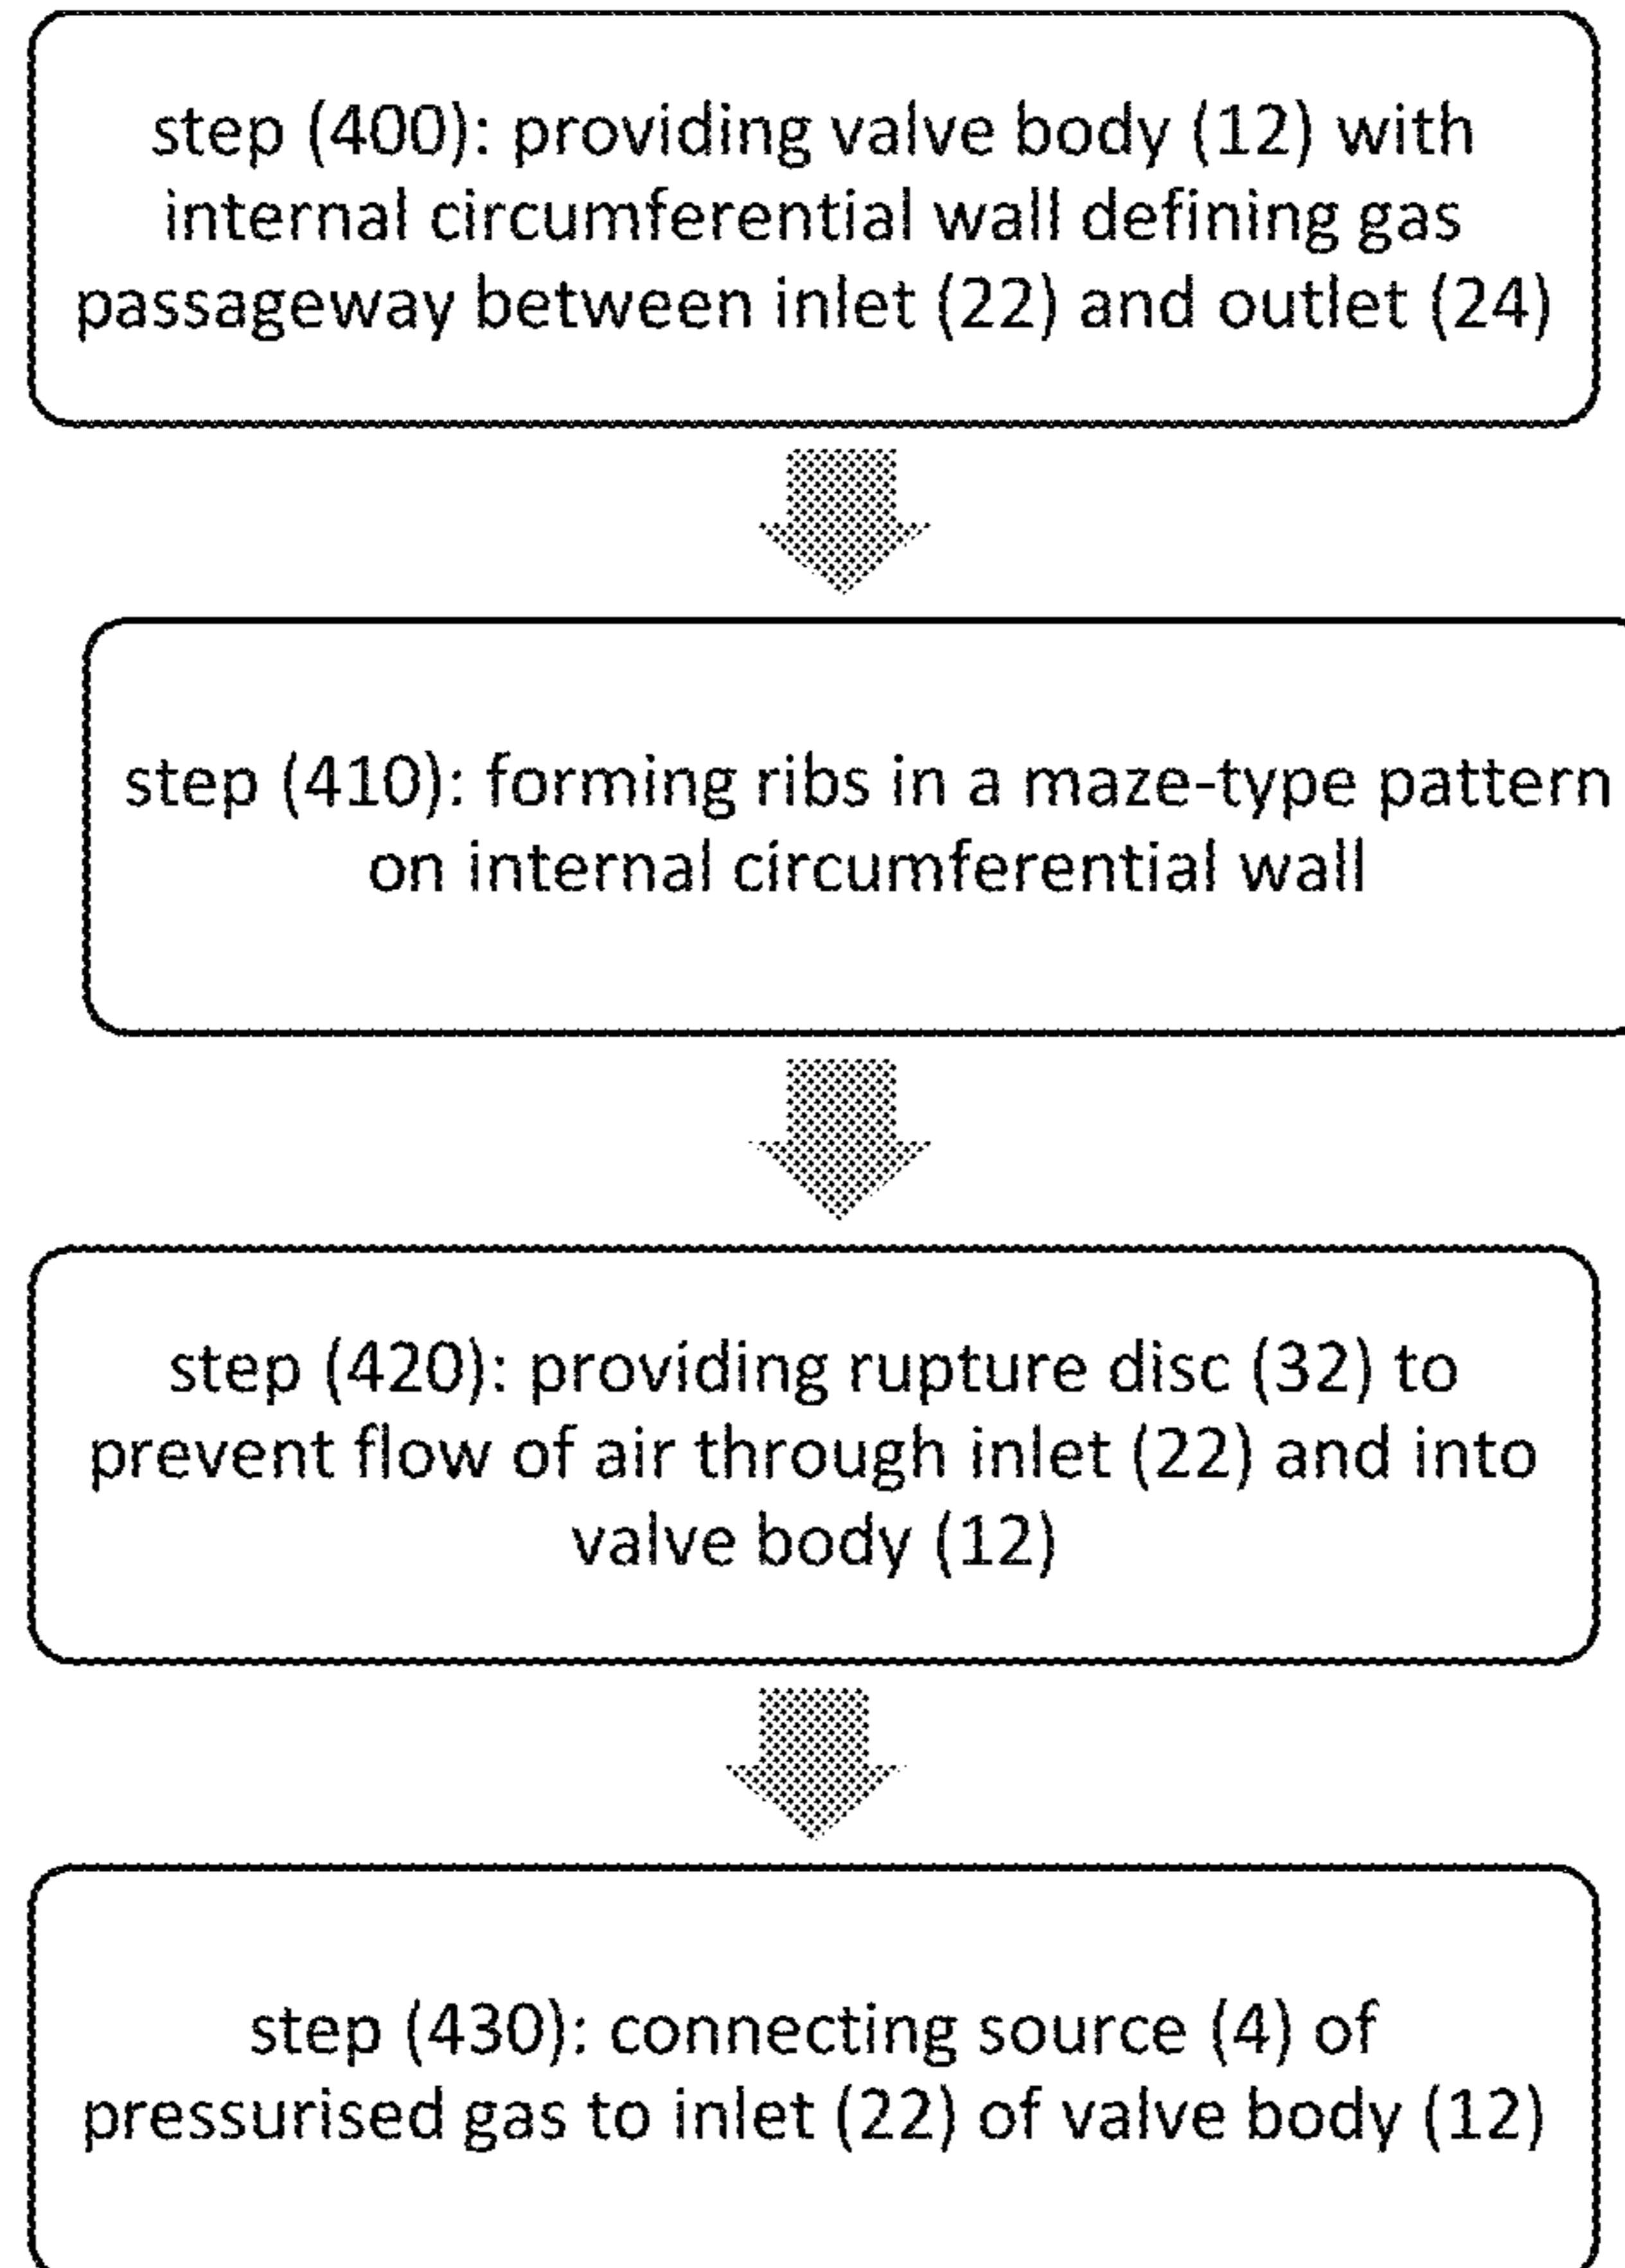 step (400): providing valve body (12) with
internal circumferential wall defining gas
passageway between inlet (22) and outlet (24)
step (410): forming ribs in a maze-type pattern
on internal circumferential wall
step (420): providing rupture disc (32) to
prevent flow of air through inlet (22) and into
valve body (12)
step (430): connecting source (4) of
pressurised gas to inlet (22) of valve body (12)